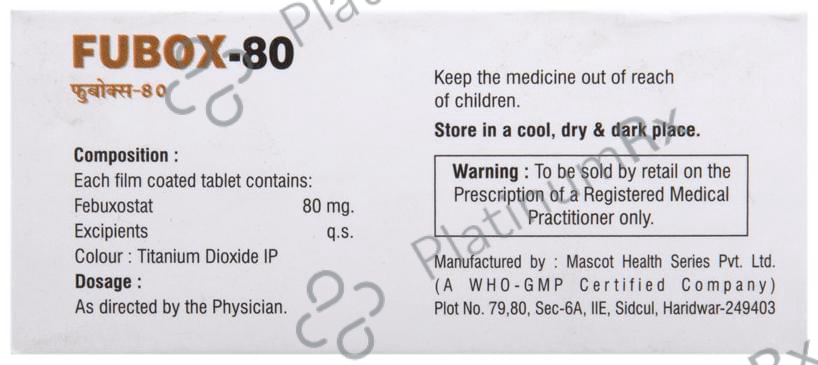 FUBOX-80
फुबोक्स-80
Composition :
Each film coated tablet contains:
Febuxostat 80 mg.
Excipients q.s.
Colour : Titanium Dioxide IP
Dosage :
As directed by the Physician.
Keep the medicine out of reach
of children.
Store in a cool, dry & dark place.
Warning : To be sold by retail on the
Prescription of a Registered Medical
Practitioner only.
Manufactured by : Mascot Health Series Pvt. Ltd.
(A WHO-GMP Certified Company)
Plot No. 79,80, Sec-6A, IIE, Sidcul, Haridwar-249403
PlatinumRx